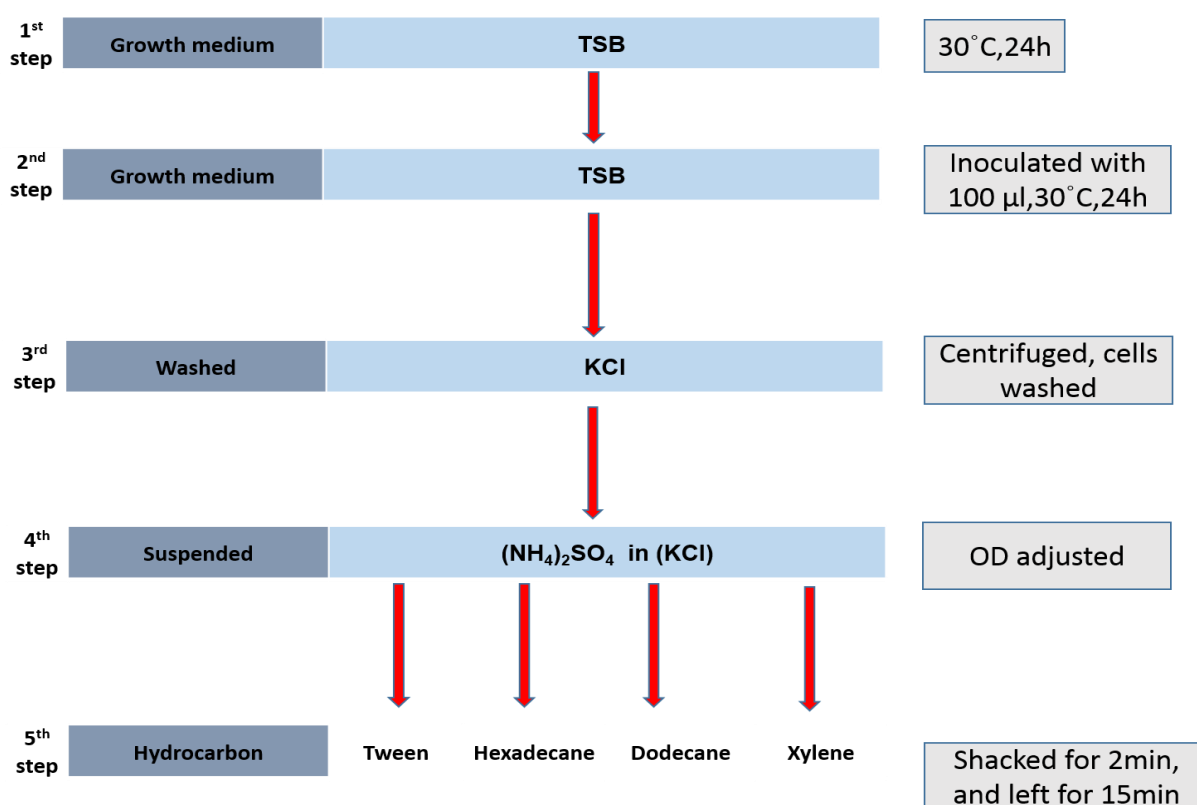 1st
step
Growth medium
TSB
30˚C,24h
2nd
step
Growth medium
TSB
Inoculated with
100 µl,30˚C,24h
3rd
step
Washed
KCl
Centrifuged, cells
washed
4th
step
Suspended
(NH₄)₂SO₄ in (KCl)
OD adjusted
5th
step
Hydrocarbon
Tween
Hexadecane
Dodecane
Xylene
Shacked for 2min,
and left for 15min